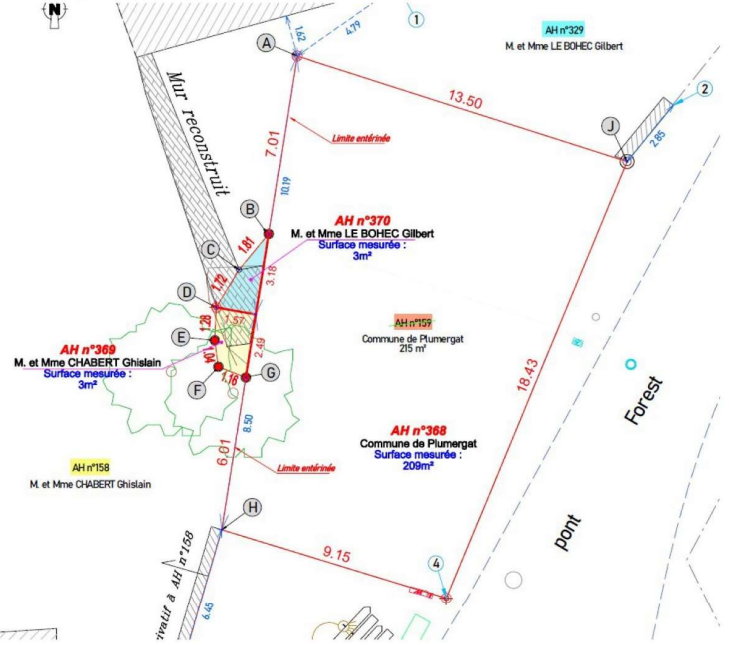 N
1
AH n°329
M. et Mme LE BOHEC Gilbert
1.62
4.79
A
13.50
2
J
2.85
Mur reconstruit
7.01
Limite entérinée
10.19
B
AH n°370
M. et Mme LE BOHEC Gilbert
Surface mesurée :
3m²
1.81
C
3.18
1.72
D
1.57
1.28
AH n°159
Commune de Plumergat
215 m²
E
AH n°369
M. et Mme CHABERT Ghislain
Surface mesurée :
3m²
1.04
2.49
F
1.16
G
18.43
Forest
8.50
AH n°368
Commune de Plumergat
Surface mesurée :
209m²
6.01
Limite entérinée
AH n°158
M. et Mme CHABERT Ghislain
H
pont
9.15
4
ivatif à AH n°158
6.45